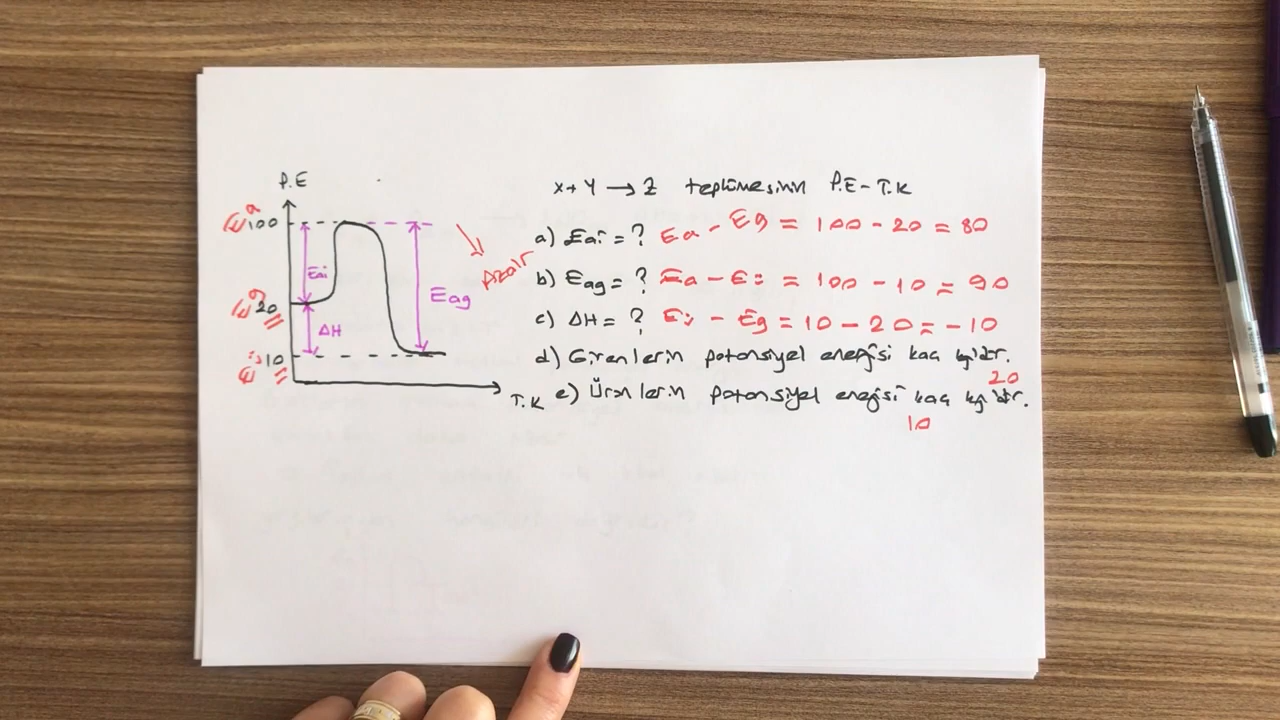 P.E
X + Y → Z tepkimesinin P.E - T.K
Ea 100
a) Eai = ? Ea - Eg = 100 - 20 = 80
Azalır
Eai
Eag
b) Eag = ? Ea - Eü = 100 - 10 = 90
Eg 20
ΔH
c) ΔH = ? Eü - Eg = 10 - 20 = -10
Eü 10
d) Girenlerin potansiyel enerjisi kaç kj'dür.
20
T.K
e) Ürünlerin potansiyel enerjisi kaç kj'dür.
10